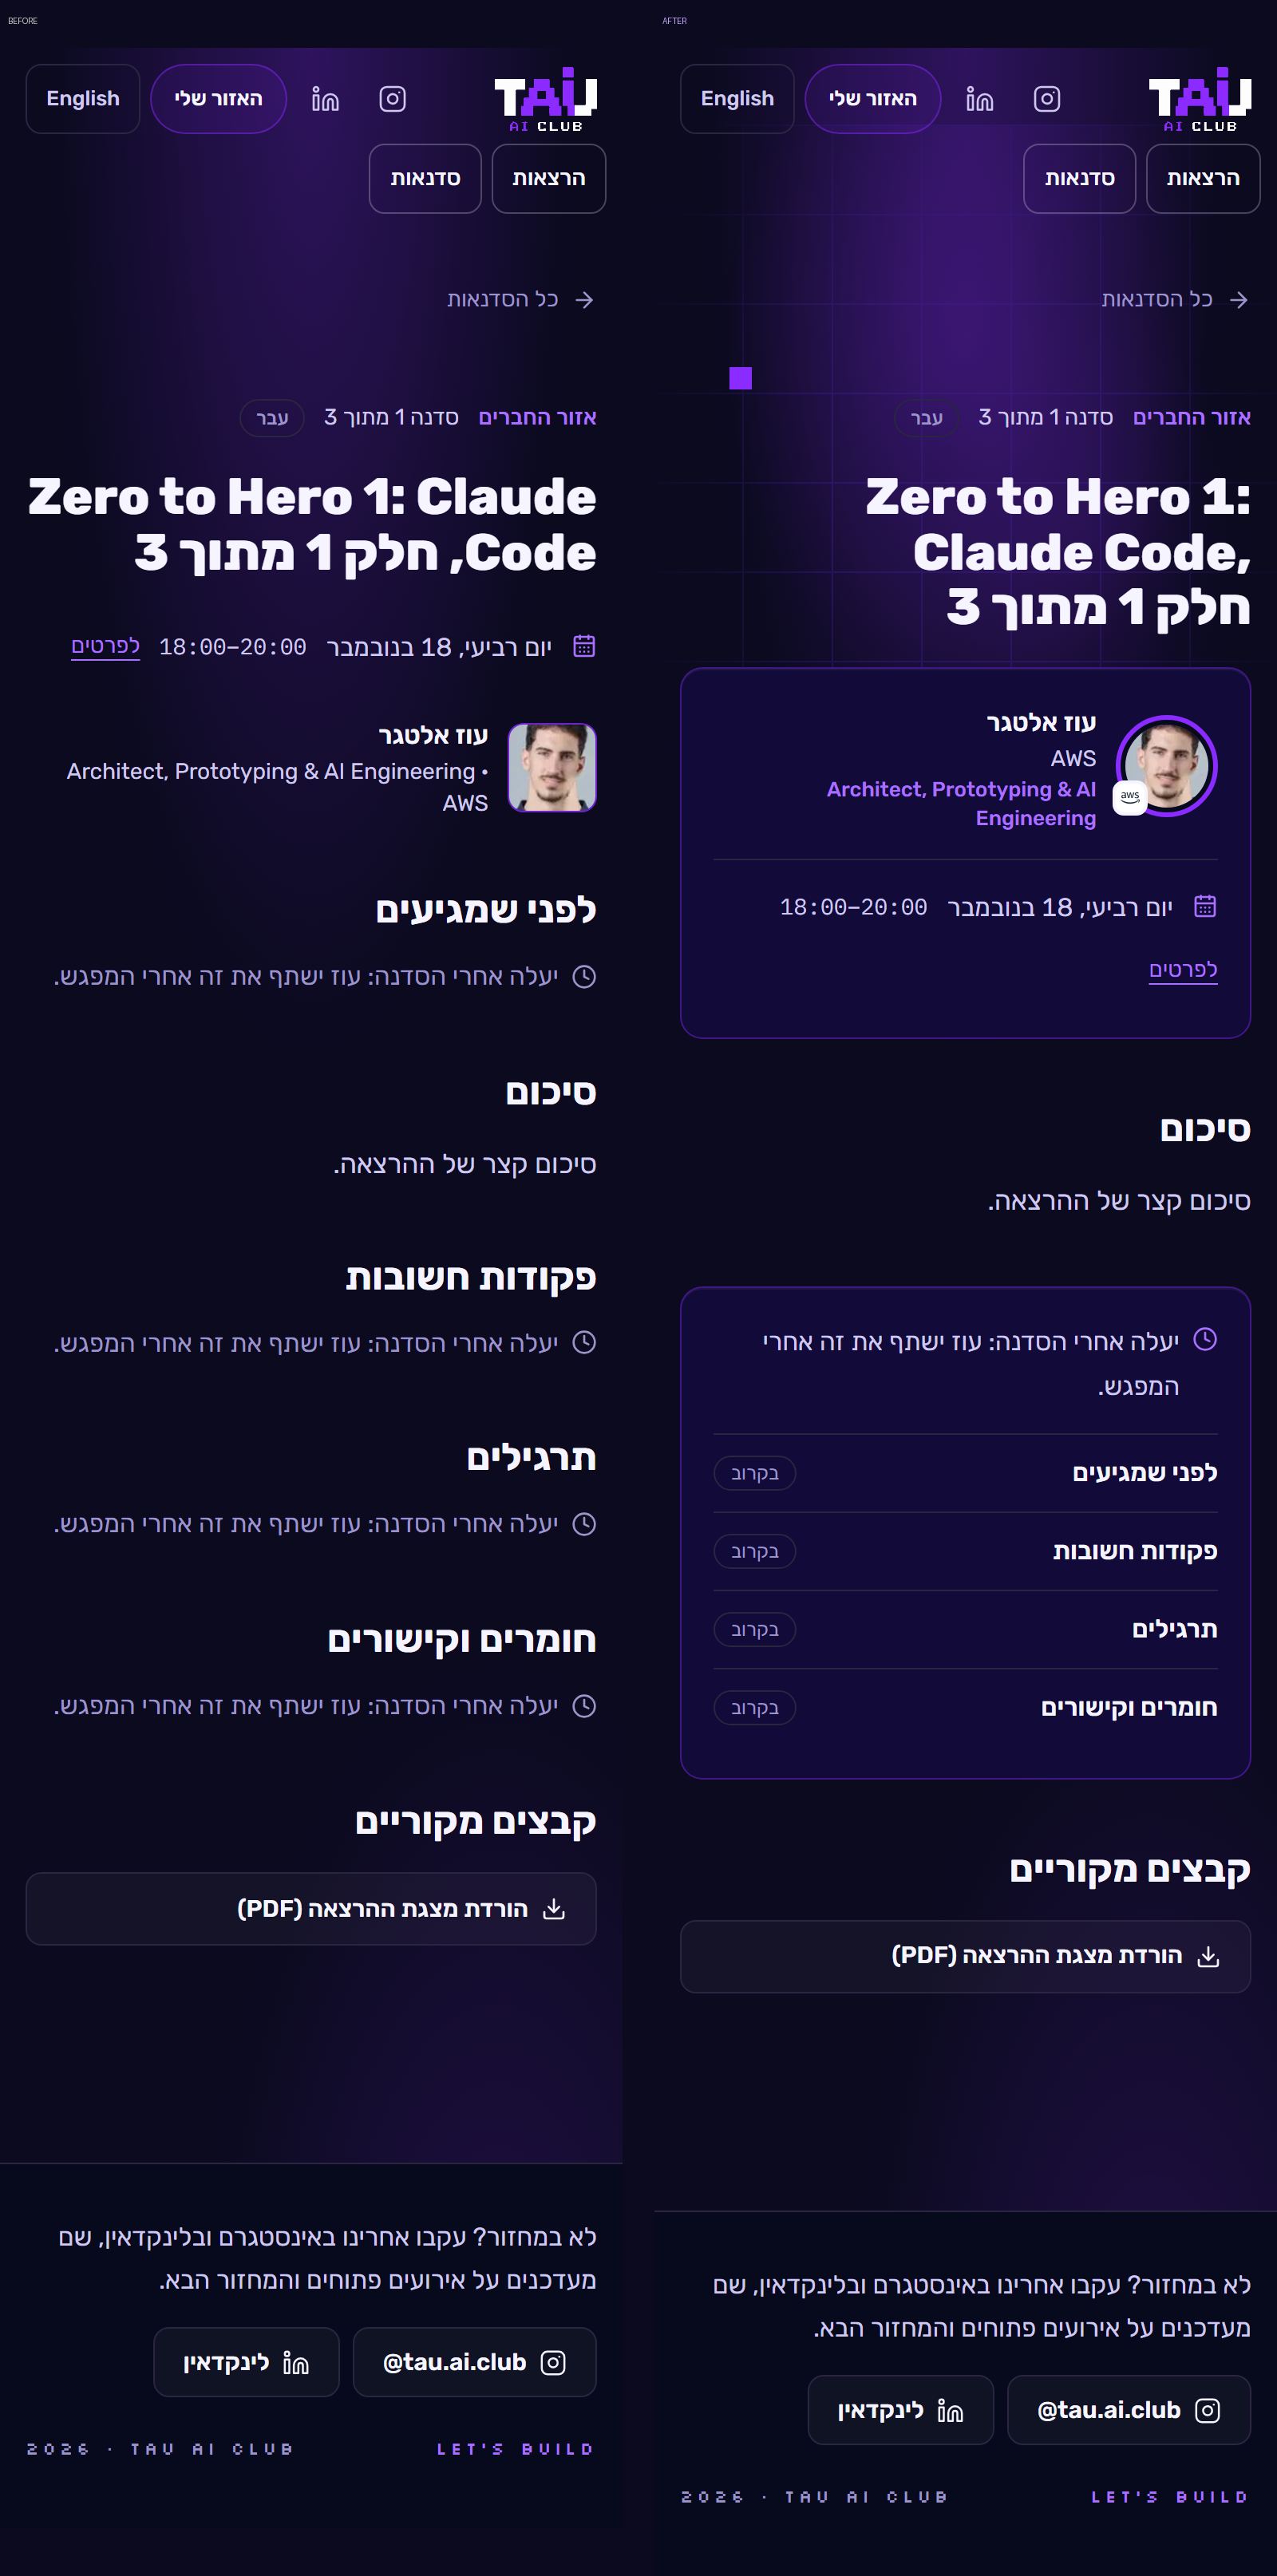 BEFORE
TAU
AI CLUB
האזור שלי
English
הרצאות
סדנאות
כל הסדנאות
אזור החברים
סדנה 1 מתוך 3
עבר
Zero to Hero 1: Claude
Code, חלק 1 מתוך 3
יום רביעי, 18 בנובמבר
18:00–20:00
לפרטים
עוז אלטגר
Architect, Prototyping & AI Engineering •
AWS
לפני שמגיעים
יעלה אחרי הסדנה: עוז ישתף את זה אחרי המפגש.
סיכום
סיכום קצר של ההרצאה.
פקודות חשובות
יעלה אחרי הסדנה: עוז ישתף את זה אחרי המפגש.
תרגילים
יעלה אחרי הסדנה: עוז ישתף את זה אחרי המפגש.
חומרים וקישורים
יעלה אחרי הסדנה: עוז ישתף את זה אחרי המפגש.
קבצים מקוריים
הורדת מצגת ההרצאה (PDF)
לא במחזור? עקבו אחרינו באינסטגרם ובלינקדאין, שם
מעדכנים על אירועים פתוחים והמחזור הבא.
@tau.ai.club
לינקדאין
LET'S BUILD
2026 · TAU AI CLUB
AFTER
TAU
AI CLUB
האזור שלי
English
הרצאות
סדנאות
כל הסדנאות
אזור החברים
סדנה 1 מתוך 3
עבר
Zero to Hero 1:
Claude Code,
חלק 1 מתוך 3
עוז אלטגר
AWS
Architect, Prototyping & AI
Engineering
aws
יום רביעי, 18 בנובמבר
18:00–20:00
לפרטים
סיכום
סיכום קצר של ההרצאה.
יעלה אחרי הסדנה: עוז ישתף את זה אחרי
המפגש.
לפני שמגיעים
בקרוב
פקודות חשובות
בקרוב
תרגילים
בקרוב
חומרים וקישורים
בקרוב
קבצים מקוריים
הורדת מצגת ההרצאה (PDF)
לא במחזור? עקבו אחרינו באינסטגרם ובלינקדאין, שם
מעדכנים על אירועים פתוחים והמחזור הבא.
@tau.ai.club
לינקדאין
LET'S BUILD
2026 · TAU AI CLUB